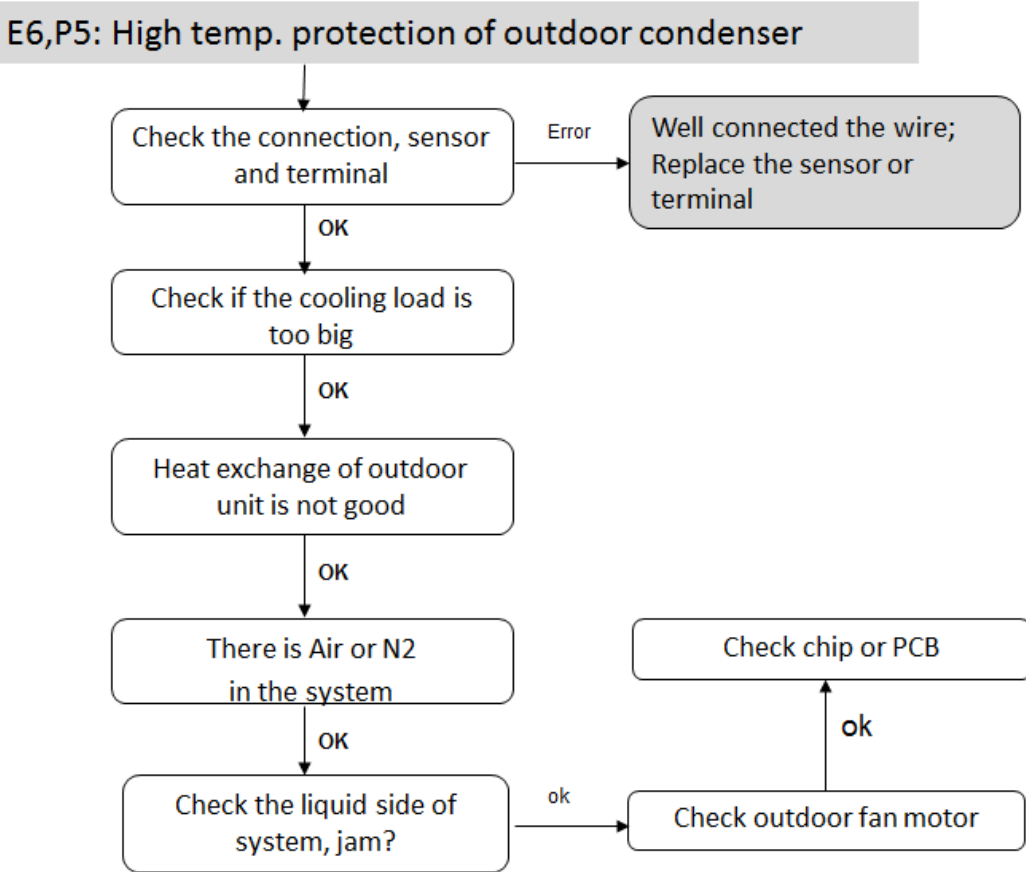 E6,P5: High temp. protection of outdoor condenser
Check the connection, sensor
and terminal
Error
Well connected the wire;
Replace the sensor or
terminal
OK
Check if the cooling load is
too big
OK
Heat exchange of outdoor
unit is not good
OK
There is Air or N2
in the system
Check chip or PCB
OK
ok
Check the liquid side of
system, jam?
ok
Check outdoor fan motor